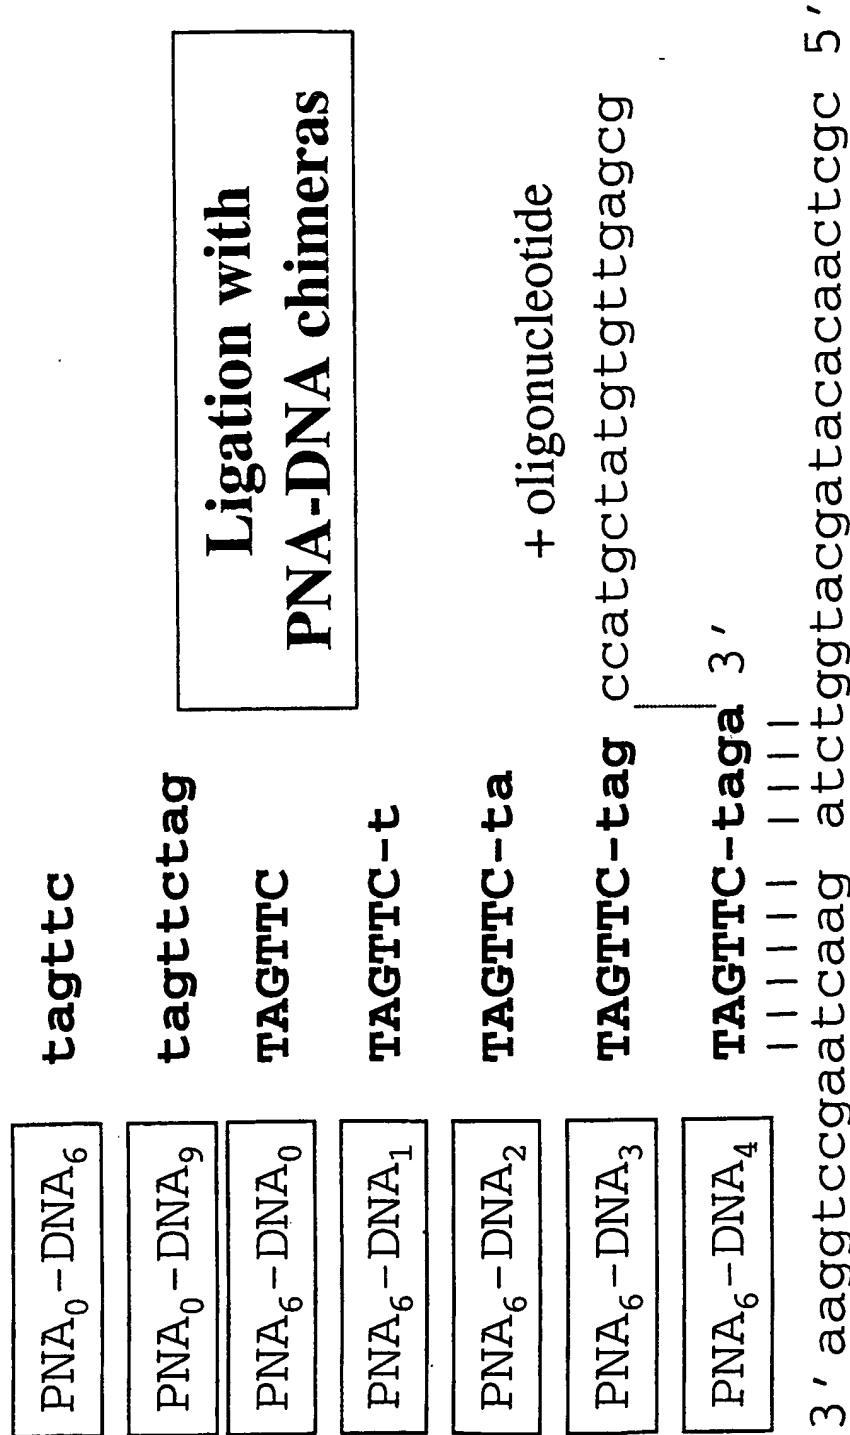 Ligation with
PNA-DNA chimeras
PNA₀-DNA₆ tagttc
PNA₀-DNA₉ tagttctag
PNA₆-DNA₀ TAGTTC
PNA₆-DNA₁ TAGTTC-t
PNA₆-DNA₂ TAGTTC-ta
+ oligonucleotide
PNA₆-DNA₃ TAGTTC-tag ccatgctatgtgttgagcg
PNA₆-DNA₄ TAGTTC-taga 3′
3′aaggtccgaatcaag atctggtacgatacacaactcgc 5′